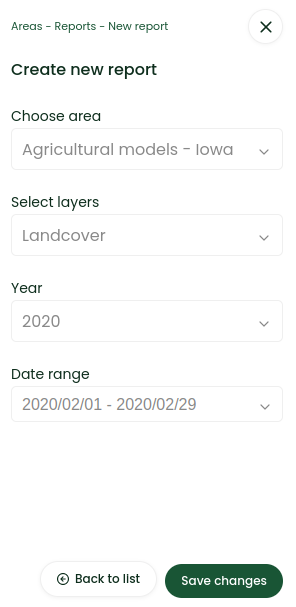 Areas - Reports - New report
Create new report
Choose area
Agricultural models - Iowa
Select layers
Landcover
Year
2020
Date range
2020/02/01 - 2020/02/29
Back to list
Save changes